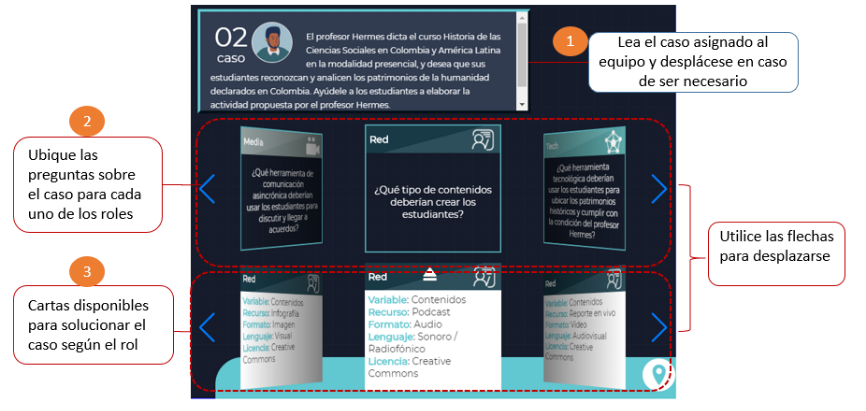 02
caso
El profesor Hermes dicta el curso Historia de las
Ciencias Sociales en Colombia y América Latina
en la modalidad presencial, y desea que sus
estudiantes reconozcan y analicen los patrimonios de la humanidad
declarados en Colombia. Ayúdele a los estudiantes a elaborar la
actividad propuesta por el profesor Hermes.
1
Lea el caso asignado al
equipo y desplácese en caso
de ser necesario
2
Ubique las
preguntas sobre
el caso para cada
uno de los roles
Media
¿Qué herramienta de
comunicación
asincrónica deberían
usar los estudiantes para
discutir y llegar a
acuerdos?
Red
¿Qué tipo de contenidos
deberían crear los
estudiantes?
Tech
¿Qué herramienta
tecnológica deberían
usar los estudiantes para
ubicar los patrimonios
históricos y cumplir con
la condición del profesor
Hermes?
Utilice las flechas
para desplazarse
3
Cartas disponibles
para solucionar el
caso según el rol
Red
Variable: Contenidos
Recurso: Infografía
Formato: Imagen
Lenguaje: Visual
Licencia: Creative
Commons
Red
Variable: Contenidos
Recurso: Podcast
Formato: Audio
Lenguaje: Sonoro /
Radiofónico
Licencia: Creative
Commons
Red
Variable: Contenidos
Recurso: Reporte en vivo
Formato: Video
Lenguaje: Audiovisual
Licencia: Creative
Commons